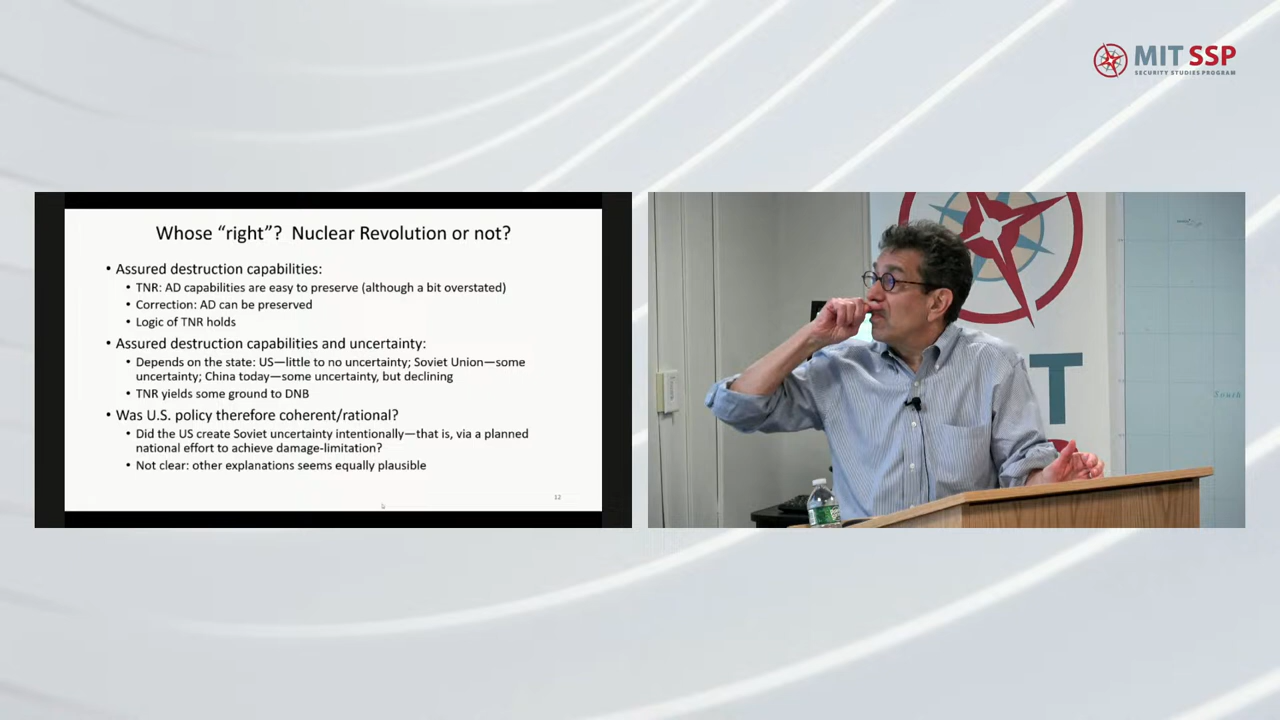 MIT SSP
SECURITY STUDIES PROGRAM
Whose “right”? Nuclear Revolution or not?
• Assured destruction capabilities:
• TNR: AD capabilities are easy to preserve (although a bit overstated)
• Correction: AD can be preserved
• Logic of TNR holds
• Assured destruction capabilities and uncertainty:
• Depends on the state: US—little to no uncertainty; Soviet Union—some
uncertainty; China today—some uncertainty, but declining
• TNR yields some ground to DNB
• Was U.S. policy therefore coherent/rational?
• Did the US create Soviet uncertainty intentionally—that is, via a planned
national effort to achieve damage-limitation?
• Not clear: other explanations seems equally plausible
12
T
South